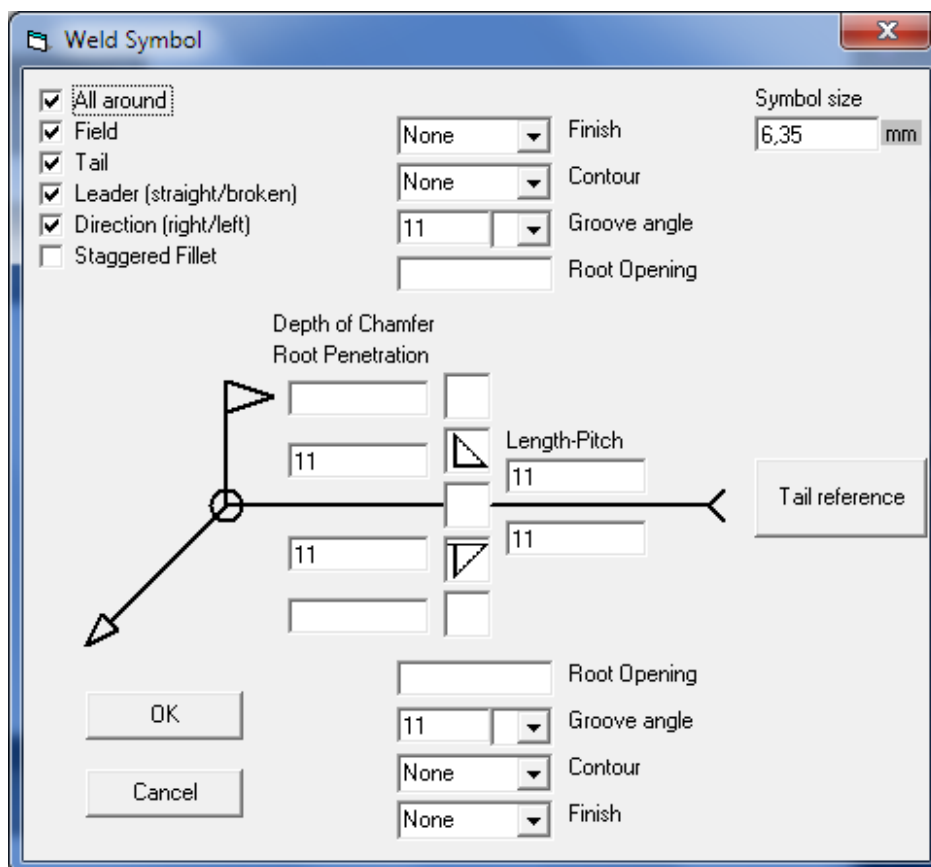 Weld Symbol
All around
Field
Tail
Leader (straight/broken)
Direction (right/left)
Staggered Fillet
None Finish
None Contour
11 Groove angle
Root Opening
Symbol size
6,35 mm
Depth of Chamfer
Root Penetration
11
Length-Pitch
11
Tail reference
11
11
Root Opening
11 Groove angle
None Contour
None Finish
OK
Cancel